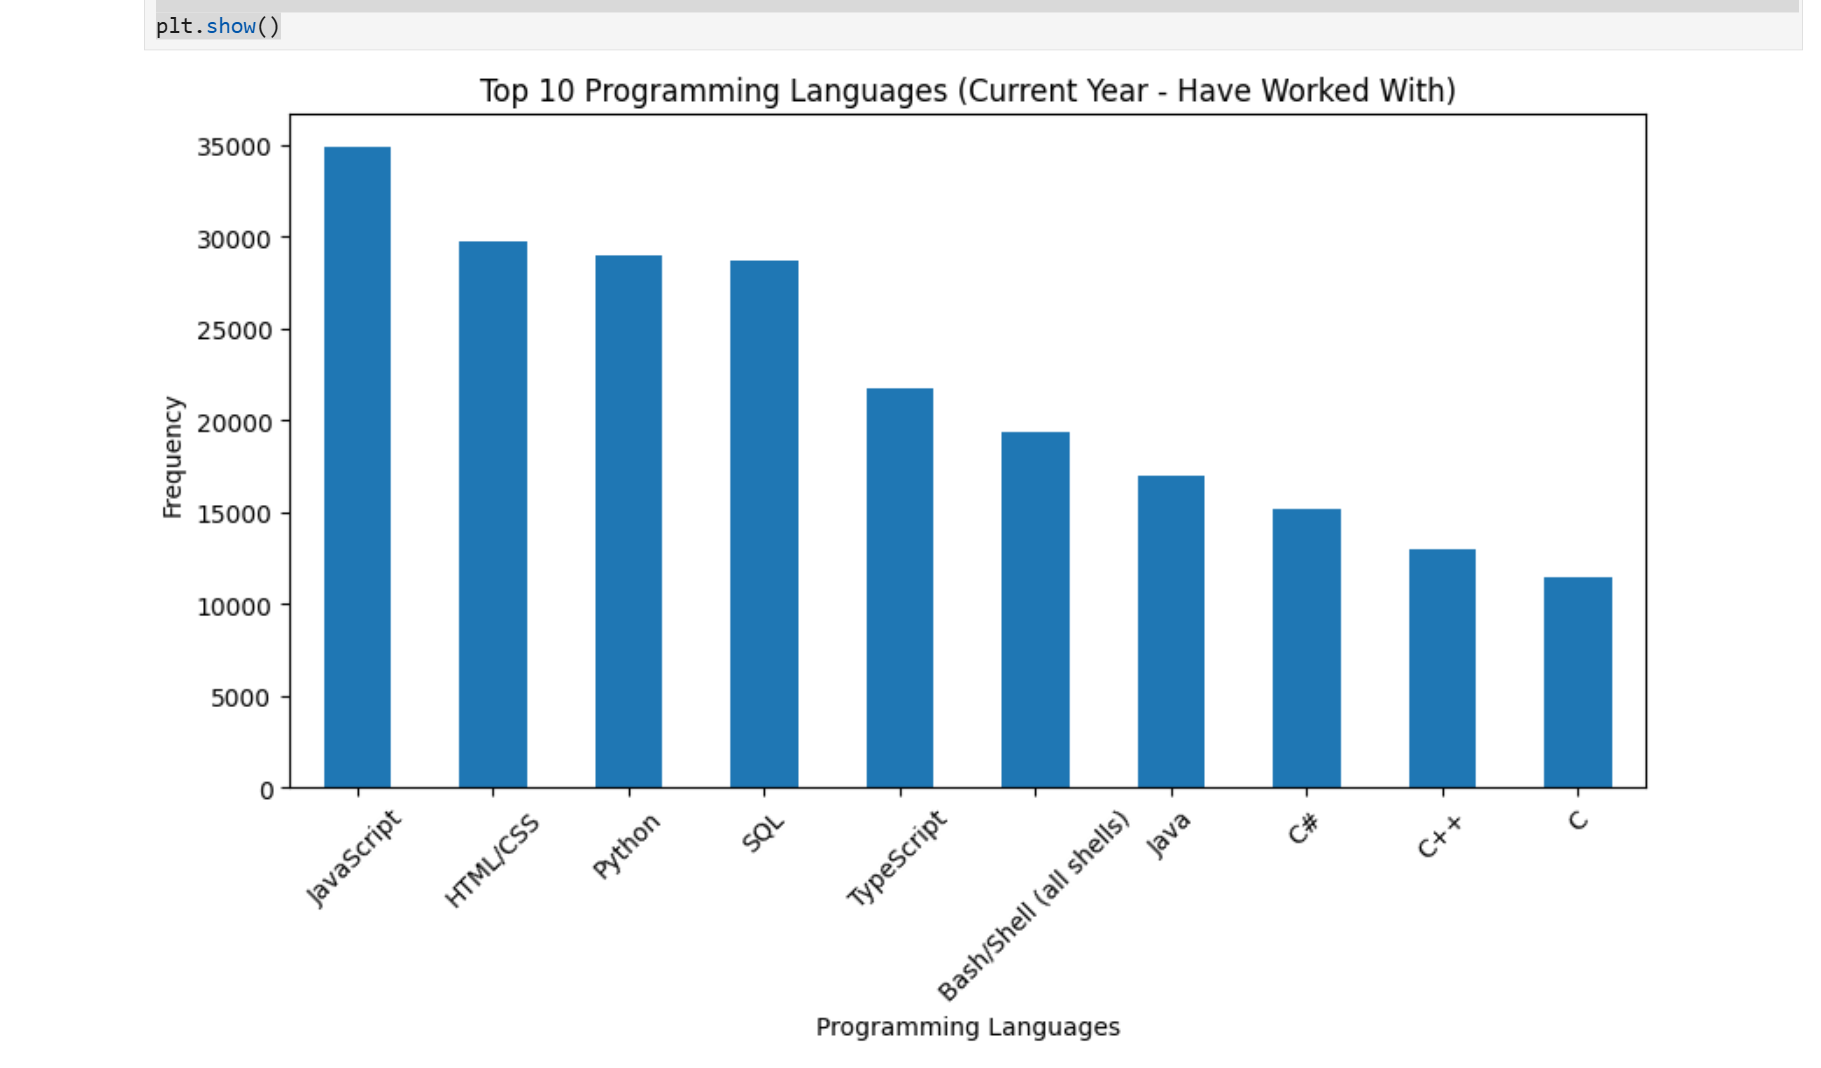 plt.show()
Top 10 Programming Languages (Current Year - Have Worked With)
35000
30000
25000
20000
15000
10000
5000
0
Frequency
JavaScript
HTML/CSS
Python
SQL
TypeScript
Bash/Shell (all shells)
Java
C#
C++
C
Programming Languages